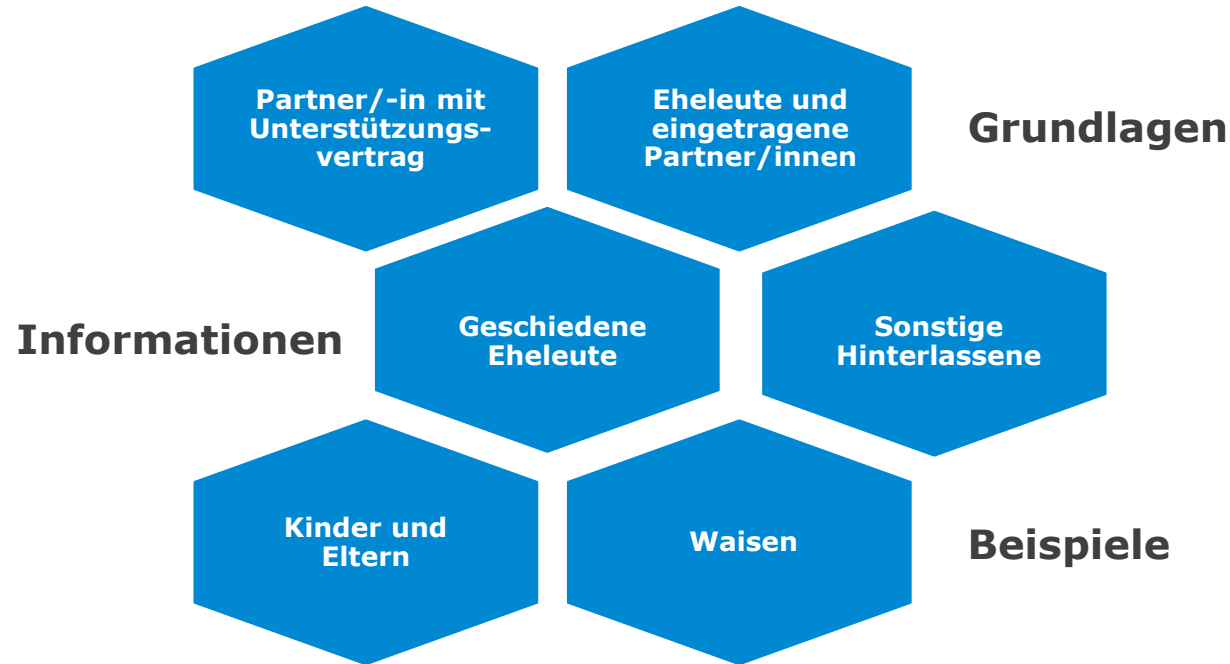 Partner/-in mit
Unterstützungs-
vertrag
Eheleute und
eingetragene
Partner/innen
Grundlagen
Informationen
Geschiedene
Eheleute
Sonstige
Hinterlassene
Kinder und
Eltern
Waisen
Beispiele